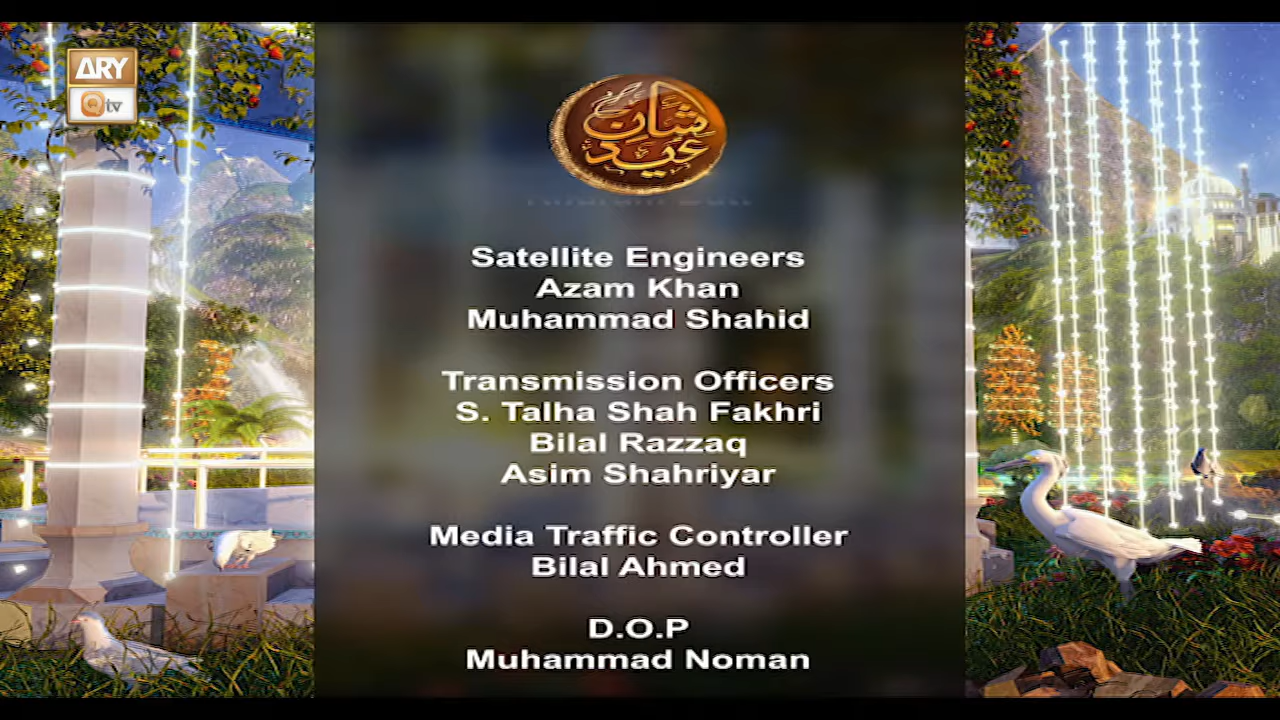 ARY
Qtv
شان
عید
Satellite Engineers
Azam Khan
Muhammad Shahid
Transmission Officers
S. Talha Shah Fakhri
Bilal Razzaq
Asim Shahriyar
Media Traffic Controller
Bilal Ahmed
D.O.P
Muhammad Noman